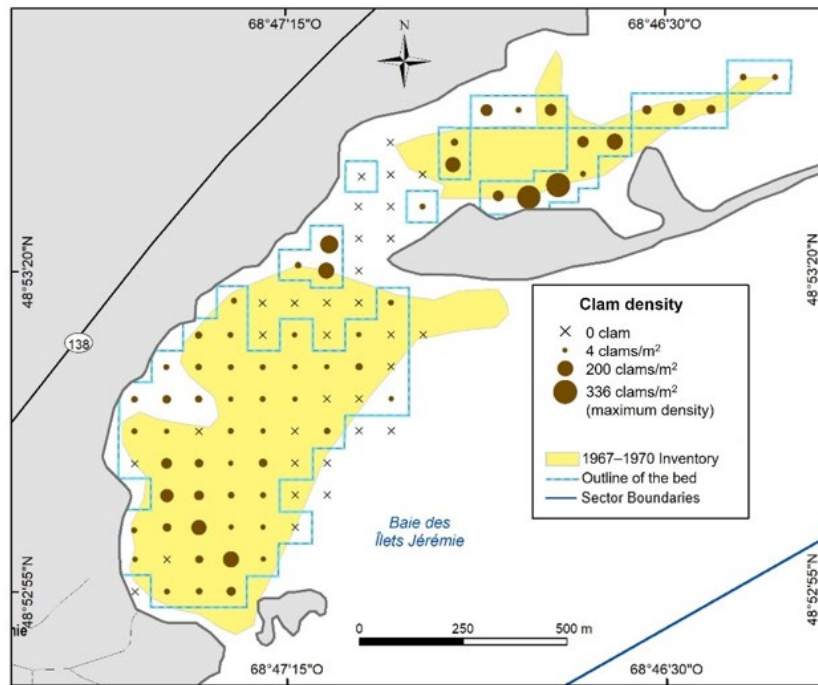 68°47'15"O
68°46'30"O
N
48°53'20"N
48°53'20"N
138
Clam density
0 clam
4 clams/m²
200 clams/m²
336 clams/m²
(maximum density)
1967–1970 Inventory
Outline of the bed
Sector Boundaries
Baie des
Îlets Jérémie
48°52'55"N
48°52'55"N
nie
0 250 500 m
68°47'15"O
68°46'30"O